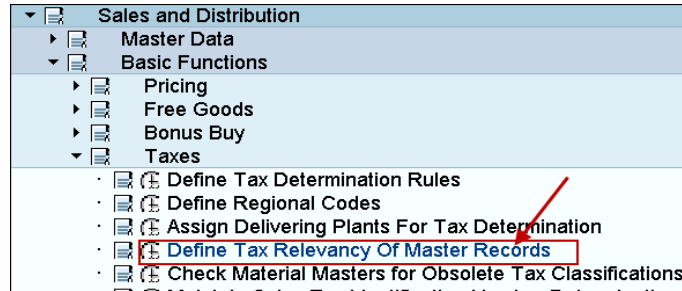 Sales and Distribution
Master Data
Basic Functions
Pricing
Free Goods
Bonus Buy
Taxes
Define Tax Determination Rules
Define Regional Codes
Assign Delivering Plants For Tax Determination
Define Tax Relevancy Of Master Records
Check Material Masters for Obsolete Tax Classifications